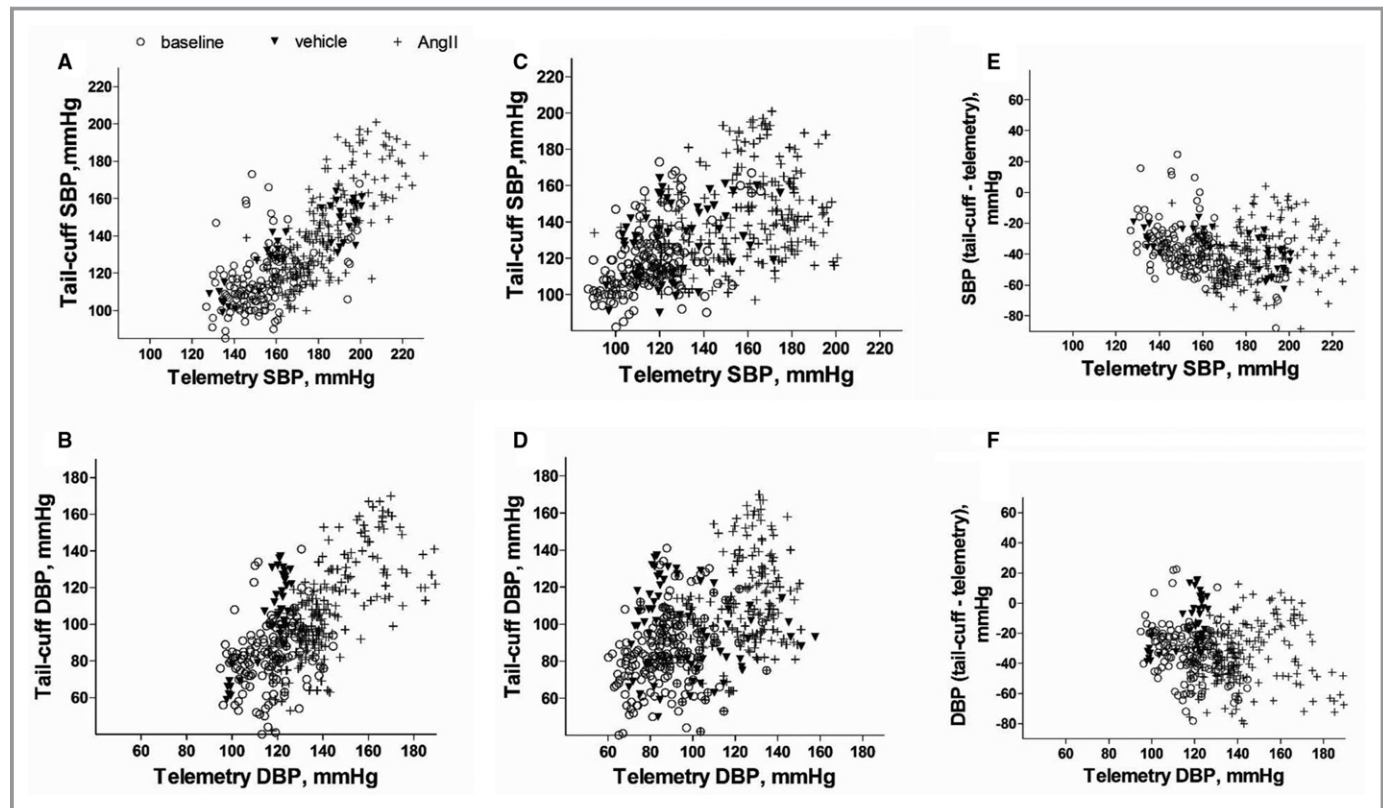 baseline vehicle AngII
A
Tail-cuff SBP,mmHg
220
200
180
160
140
120
100
100 120 140 160 180 200 220
Telemetry SBP, mmHg
C
Tail-cuff SBP,mmHg
220
200
180
160
140
120
100
100 120 140 160 180 200 220
Telemetry SBP, mmHg
E
SBP (tail-cuff - telemetry),
mmHg
60
40
20
0
-20
-40
-60
-80
100 120 140 160 180 200 220
Telemetry SBP, mmHg
B
Tail-cuff DBP, mmHg
180
160
140
120
100
80
60
60 80 100 120 140 160 180
Telemetry DBP, mmHg
D
Tail-cuff DBP, mmHg
180
160
140
120
100
80
60
60 80 100 120 140 160 180
Telemetry DBP, mmHg
F
DBP (tail-cuff - telemetry),
mmHg
60
40
20
0
-20
-40
-60
-80
60 80 100 120 140 160 180
Telemetry DBP, mmHg